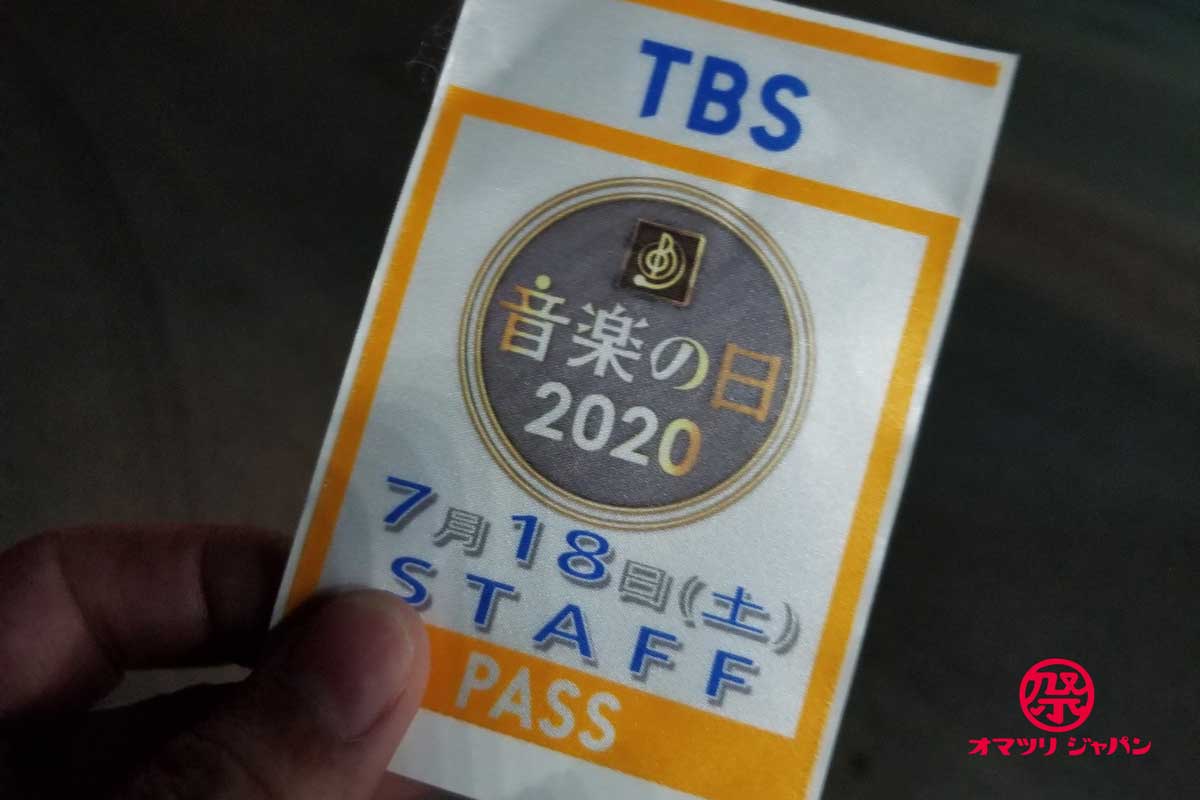 TBS
音楽の日
2020
7月18日(土)
STAFF
PASS
祭
オマツリ ジャパン